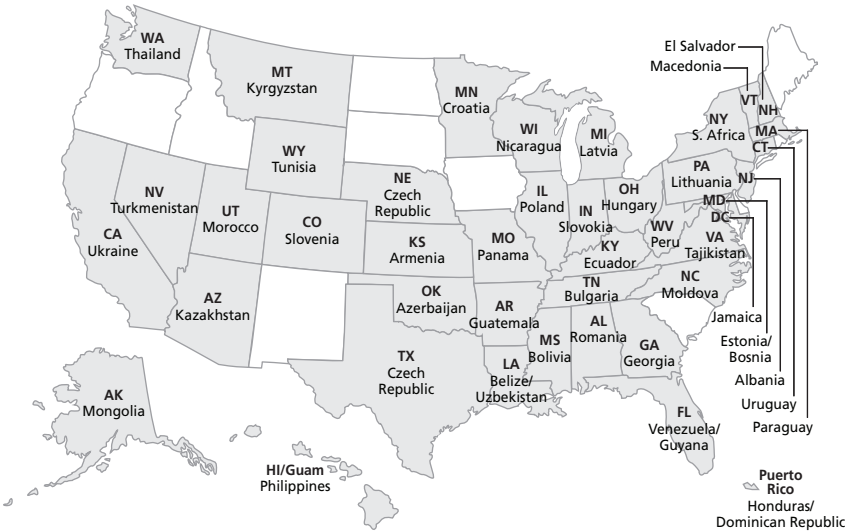 WA
Thailand
MT
Kyrgyzstan
MN
Croatia
El Salvador
Macedonia
VT
NH
WI
Nicaragua
MI
Latvia
NY
S. Africa
MA
CT
WY
Tunisia
NE
Czech
Republic
PA
Lithuania
NJ
NV
Turkmenistan
UT
Morocco
CO
Slovenia
IL
Poland
IN
Slovokia
OH
Hungary
MD
DC
CA
Ukraine
KS
Armenia
MO
Panama
KY
Ecuador
WV
Peru
VA
Tajikistan
AZ
Kazakhstan
OK
Azerbaijan
TN
Bulgaria
NC
Moldova
AR
Guatemala
TX
Czech
Republic
LA
Belize/
Uzbekistan
MS
Bolivia
AL
Romania
GA
Georgia
Jamaica
Estonia/
Bosnia
Albania
Uruguay
Paraguay
AK
Mongolia
HI/Guam
Philippines
FL
Venezuela/
Guyana
Puerto
Rico
Honduras/
Dominican Republic